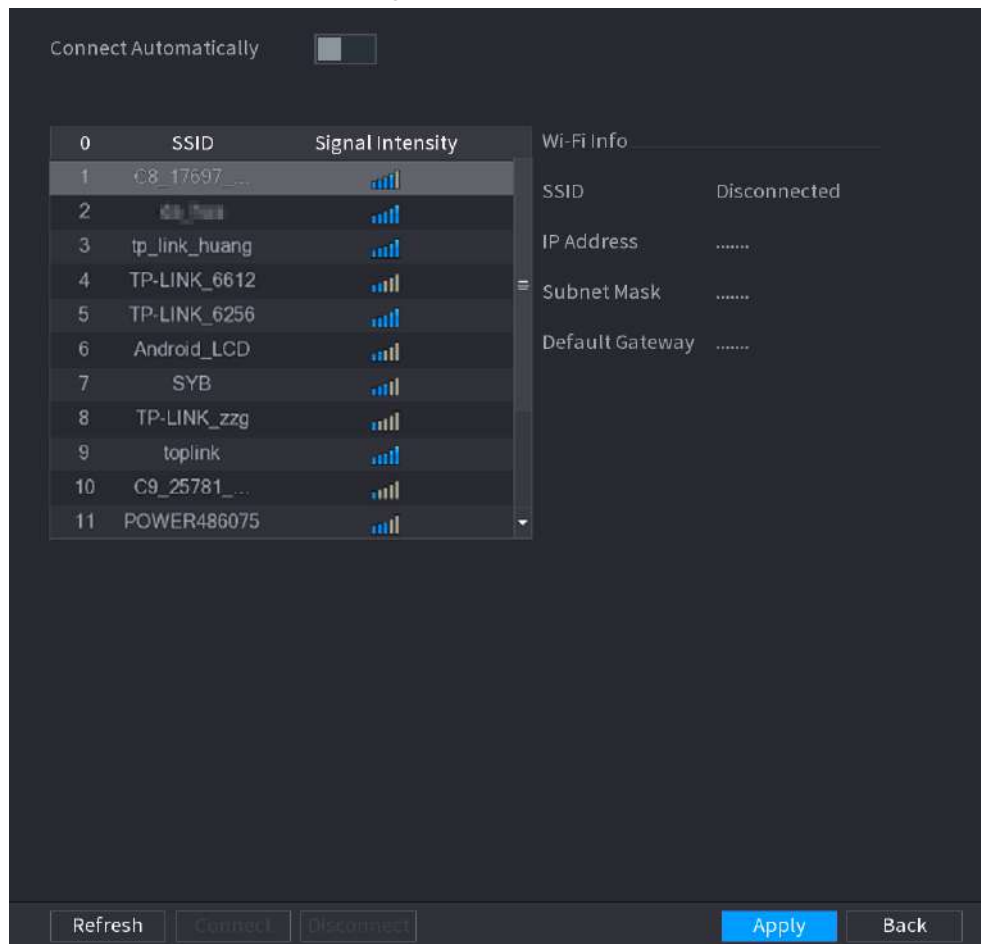 Connect Automatically
0 SSID Signal Intensity
1 C8_17697_...
2
3 tp_link_huang
4 TP-LINK_6612
5 TP-LINK_6256
6 Android_LCD
7 SYB
8 TP-LINK_zzg
9 toplink
10 C9_25781_...
11 POWER486075
Wi-Fi Info
SSID Disconnected
IP Address .......
Subnet Mask .......
Default Gateway .......
Refresh Connect Disconnect Apply Back